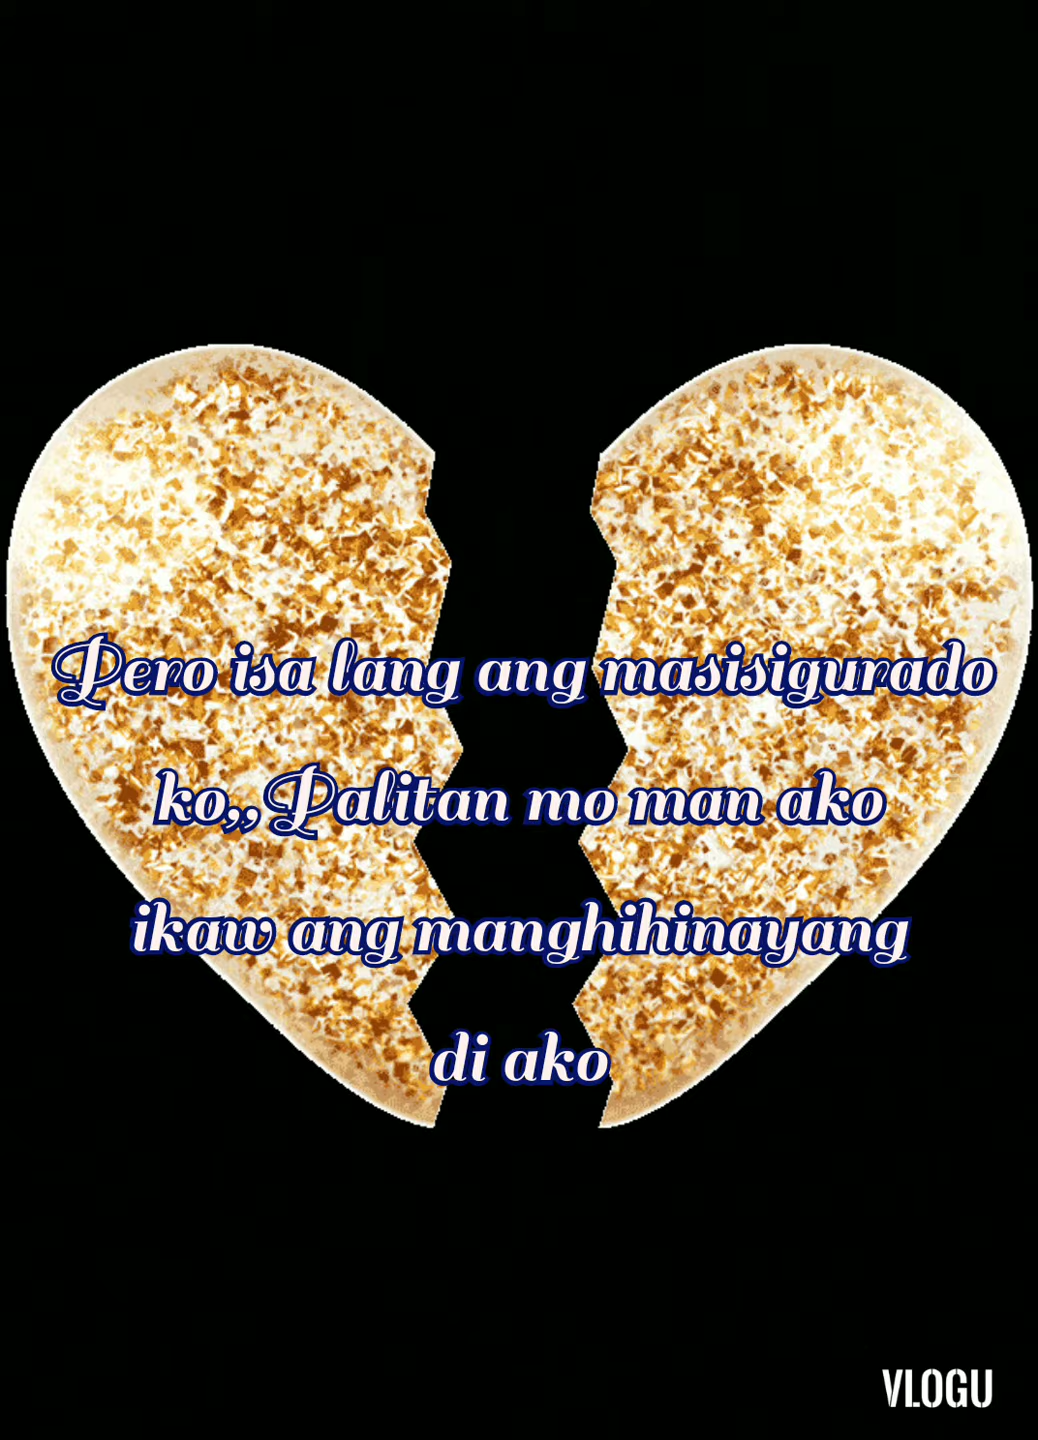 Pero isa lang ang masisigurado
ko,,Palitan mo man ako
ikaw ang manghihinayang
di ako
VLOGU